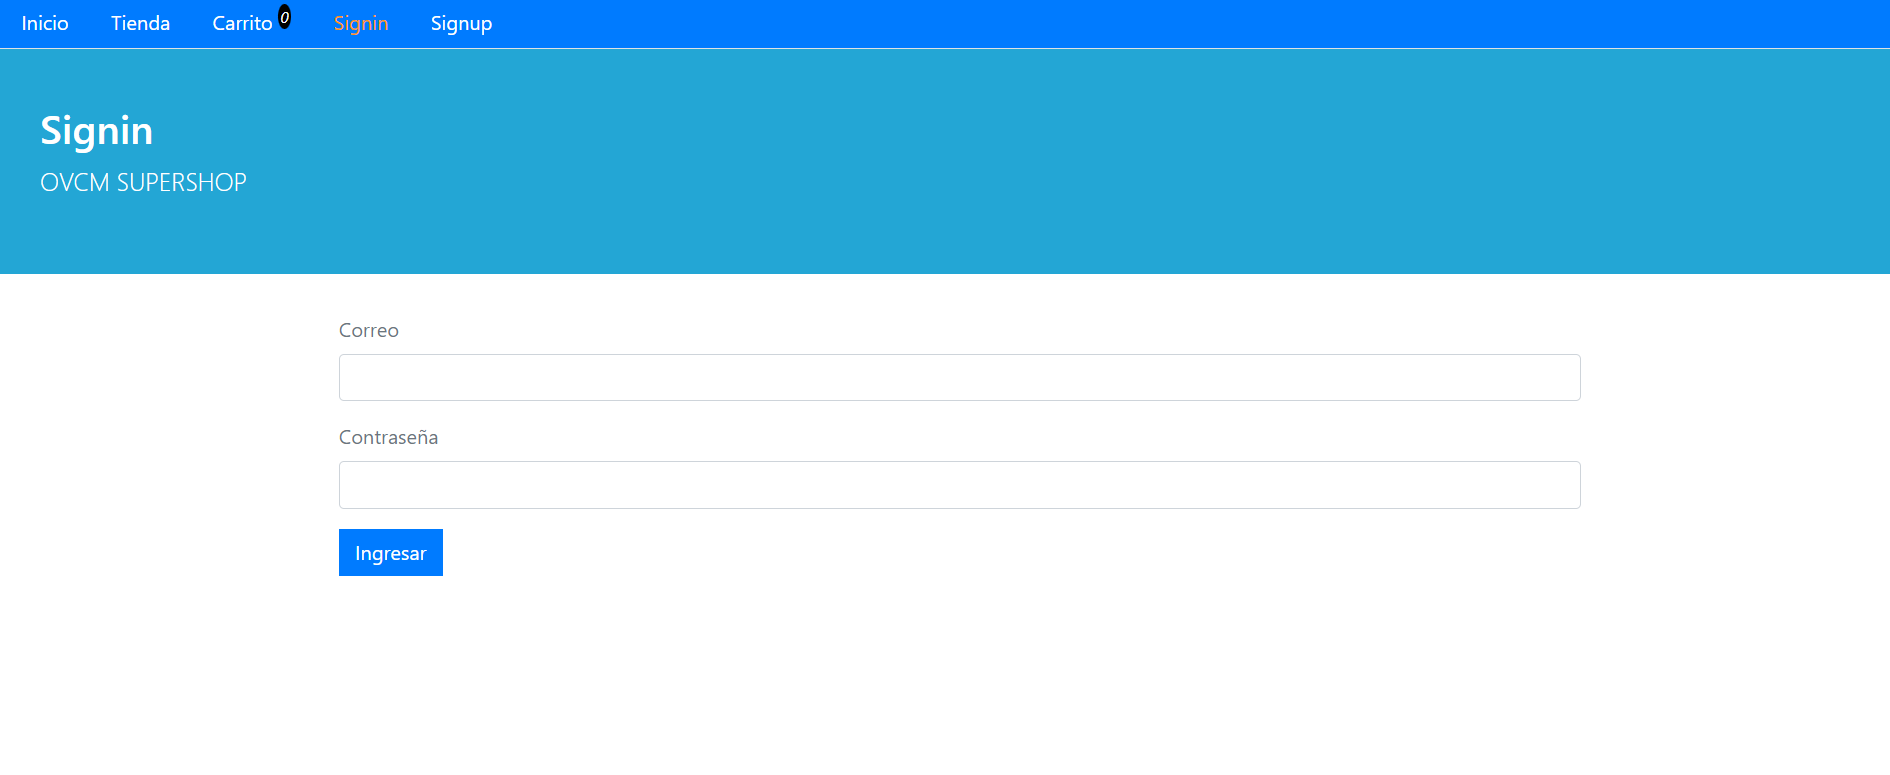 Inicio Tienda Carrito 0 Signin Signup
Signin
OVCM SUPERSHOP
Correo
Contraseña
Ingresar